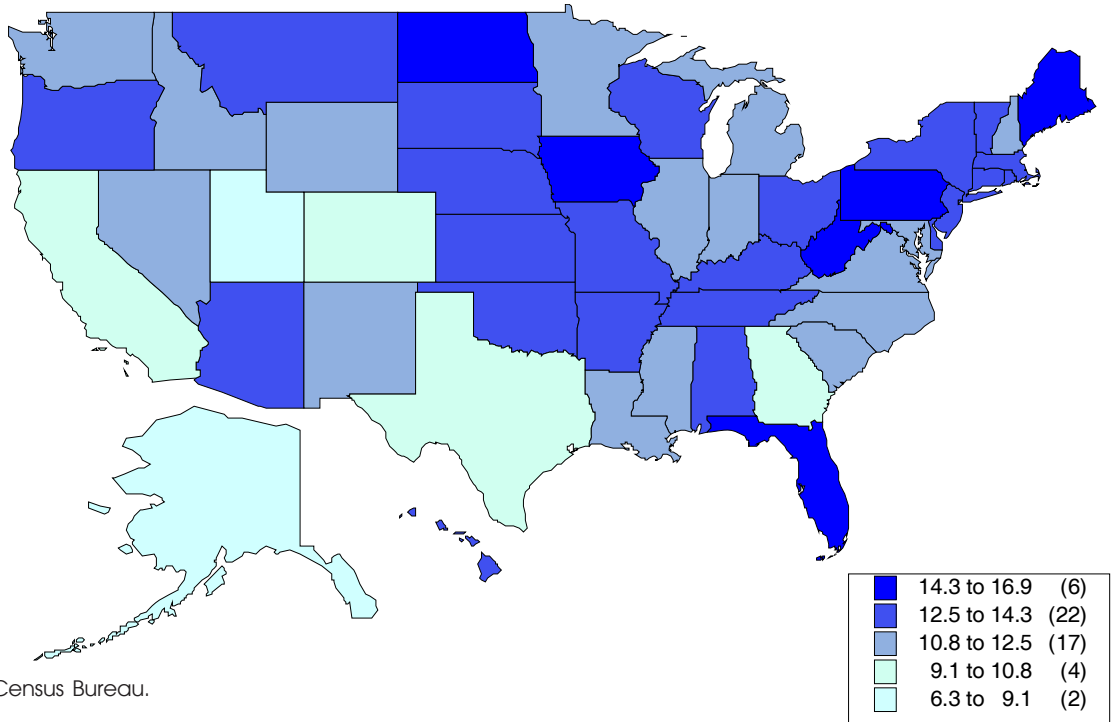 14.3 to 16.9 (6)
12.5 to 14.3 (22)
10.8 to 12.5 (17)
9.1 to 10.8 (4)
6.3 to 9.1 (2)
Census Bureau.